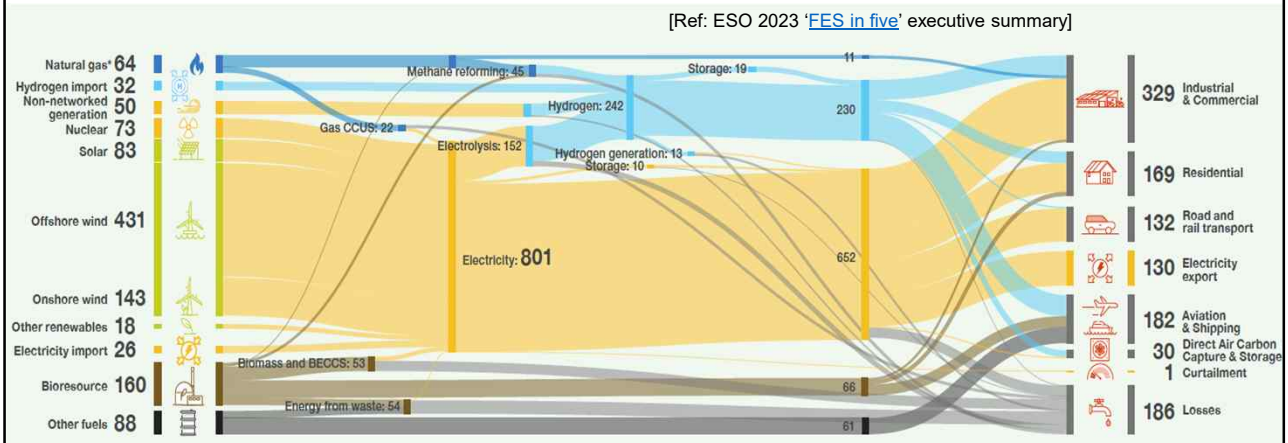 [Ref: ESO 2023 ‘FES in five’ executive summary]
Natural gas* 64
Hydrogen import 32
Non-networked
generation 50
Nuclear 73
Solar 83
Offshore wind 431
Onshore wind 143
Other renewables 18
Electricity import 26
Bioresource 160
Other fuels 88
Methane reforming: 45
Gas CCUS: 22
Electrolysis: 152
Hydrogen: 242
Storage: 19
Hydrogen generation: 13
Storage: 10
Electricity: 801
Biomass and BECCS: 53
Energy from waste: 54
11
230
652
66
61
329 Industrial
& Commercial
169 Residential
132 Road and
rail transport
130 Electricity
export
182 Aviation
& Shipping
30 Direct Air Carbon
Capture & Storage
1 Curtailment
186 Losses